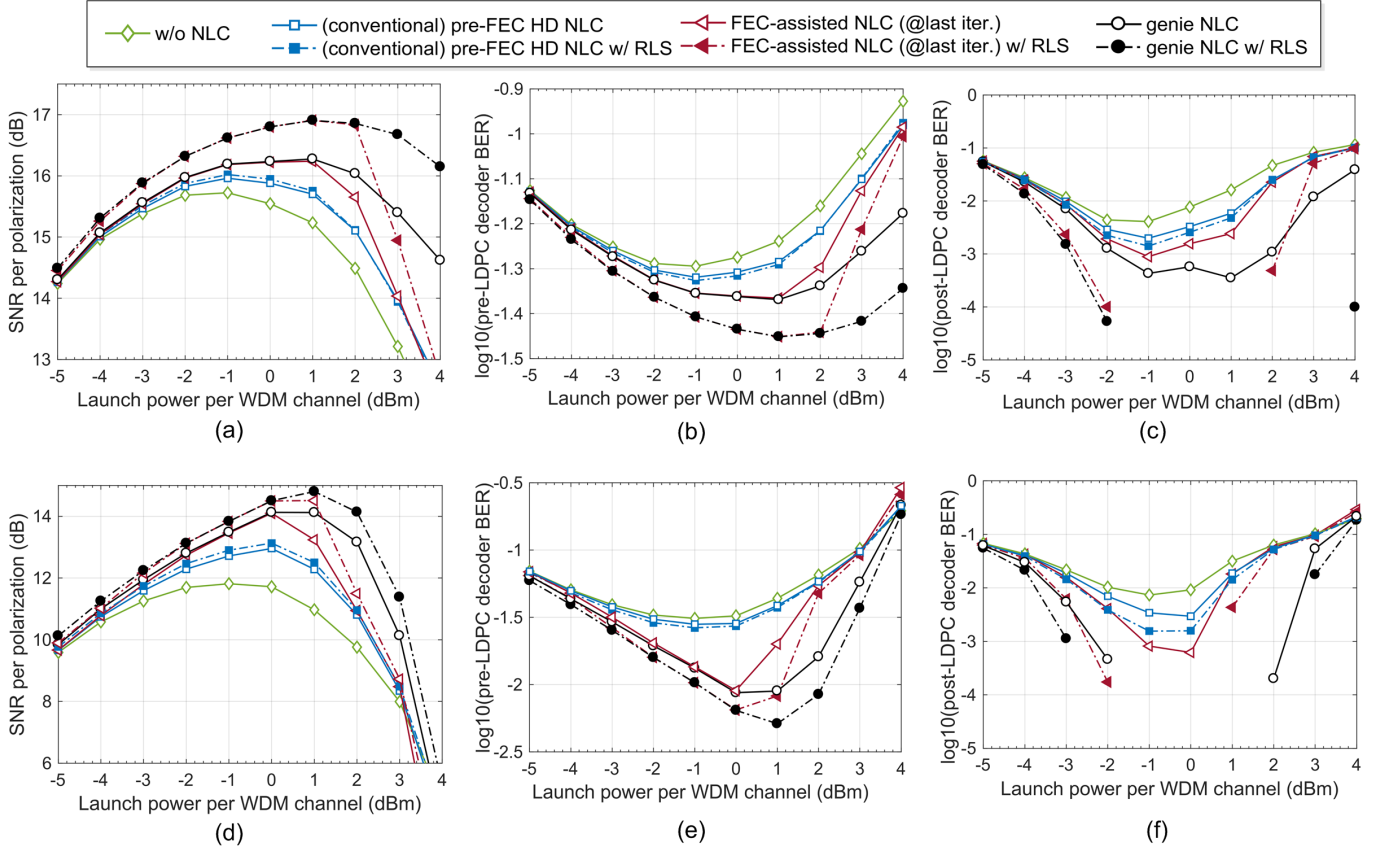 w/o NLC
(conventional) pre-FEC HD NLC
(conventional) pre-FEC HD NLC w/ RLS
FEC-assisted NLC (@last iter.)
FEC-assisted NLC (@last iter.) w/ RLS
genie NLC
genie NLC w/ RLS
SNR per polarization (dB)
17
16
15
14
13
-5 -4 -3 -2 -1 0 1 2 3 4
Launch power per WDM channel (dBm)
(a)
log10(pre-LDPC decoder BER)
-0.9
-1
-1.1
-1.2
-1.3
-1.4
-1.5
-5 -4 -3 -2 -1 0 1 2 3 4
Launch power per WDM channel (dBm)
(b)
log10(post-LDPC decoder BER)
0
-1
-2
-3
-4
-5
-5 -4 -3 -2 -1 0 1 2 3 4
Launch power per WDM channel (dBm)
(c)
SNR per polarization (dB)
14
12
10
8
6
-5 -4 -3 -2 -1 0 1 2 3 4
Launch power per WDM channel (dBm)
(d)
log10(pre-LDPC decoder BER)
-0.5
-1
-1.5
-2
-2.5
-5 -4 -3 -2 -1 0 1 2 3 4
Launch power per WDM channel (dBm)
(e)
log10(post-LDPC decoder BER)
0
-1
-2
-3
-4
-5
-5 -4 -3 -2 -1 0 1 2 3 4
Launch power per WDM channel (dBm)
(f)